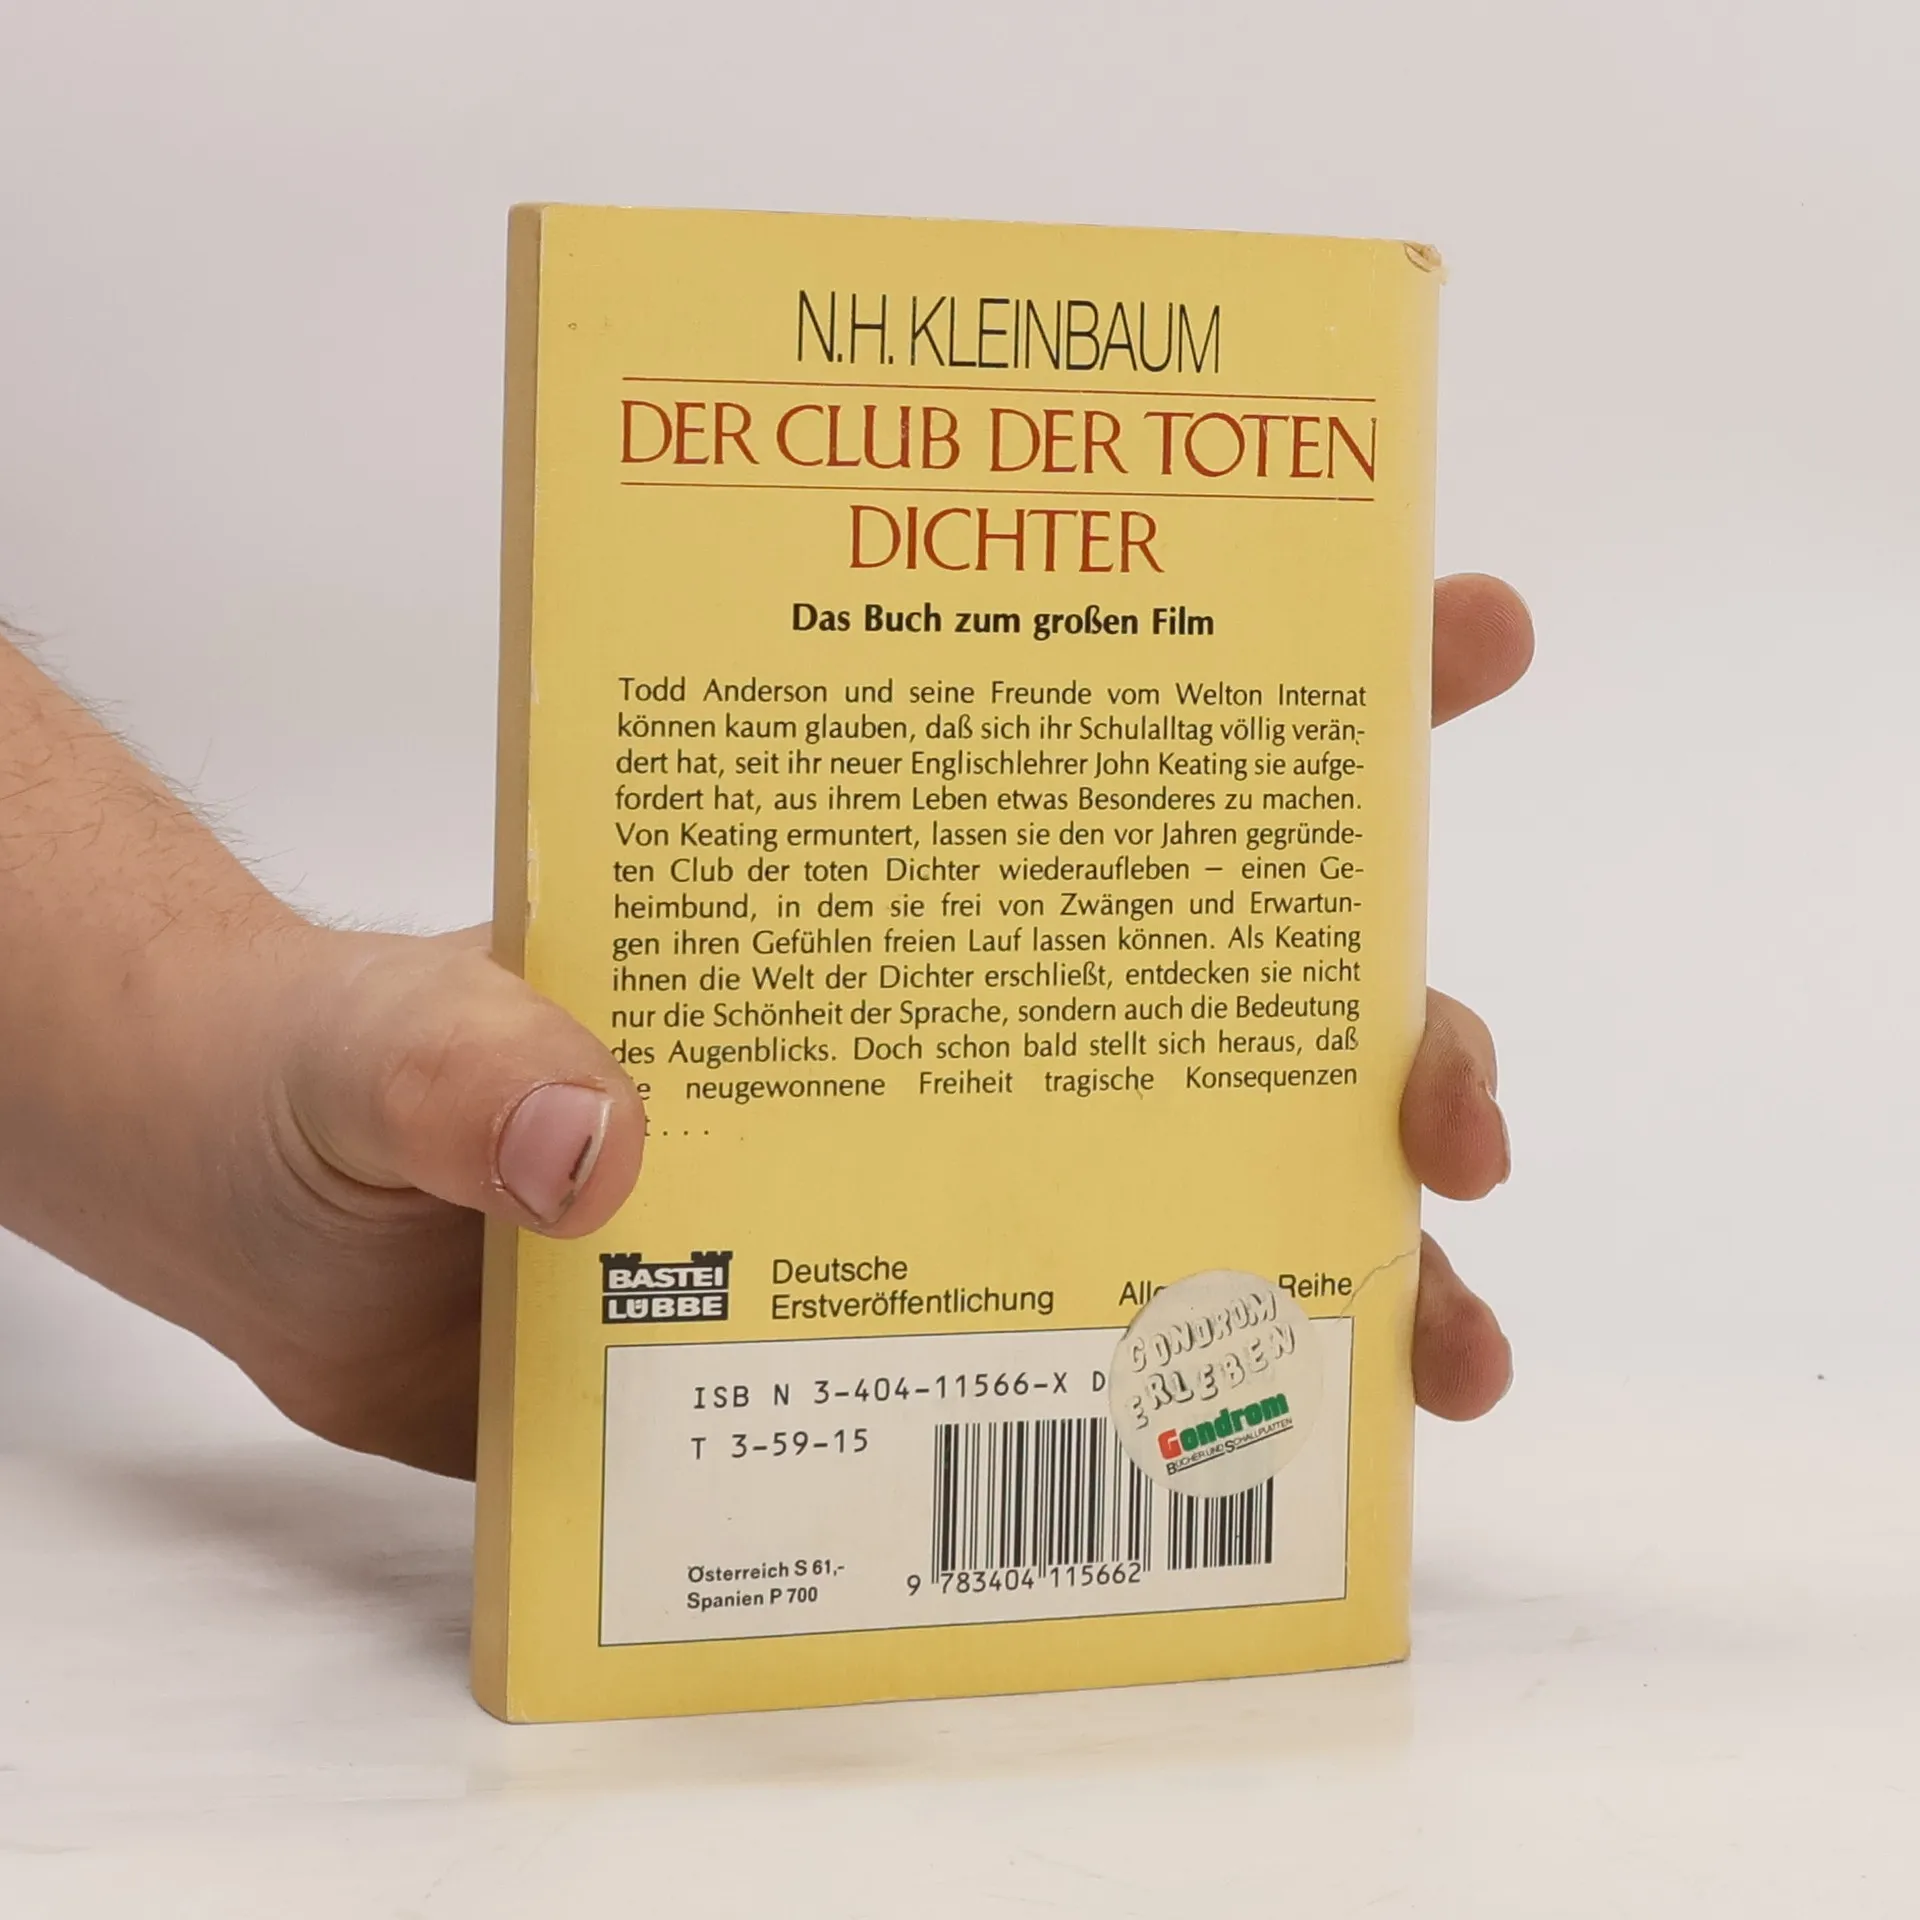 N.H. KLEINBAUM
DER CLUB DER TOTEN
DICHTER
Das Buch zum großen Film
Todd Anderson und seine Freunde vom Welton Internat
können kaum glauben, daß sich ihr Schulalltag völlig verän-
dert hat, seit ihr neuer Englischlehrer John Keating sie aufge-
fordert hat, aus ihrem Leben etwas Besonderes zu machen.
Von Keating ermuntert, lassen sie den vor Jahren gegründe-
ten Club der toten Dichter wiederaufleben – einen Ge-
heimbund, in dem sie frei von Zwängen und Erwartun-
gen ihren Gefühlen freien Lauf lassen können. Als Keating
ihnen die Welt der Dichter erschließt, entdecken sie nicht
nur die Schönheit der Sprache, sondern auch die Bedeutung
des Augenblicks. Doch schon bald stellt sich heraus, daß
neugewonnene Freiheit tragische Konsequenzen
. . .
BASTEI
LÜBBE
Deutsche
Erstveröffentlichung
Reihe
GONDROM
ERLEBEN
Gondrom
BÜCHER UND SCHALLPLATTEN
ISB N 3-404-11566-X D
T 3-59-15
Österreich S 61,-
Spanien P 700
9 783404 115662